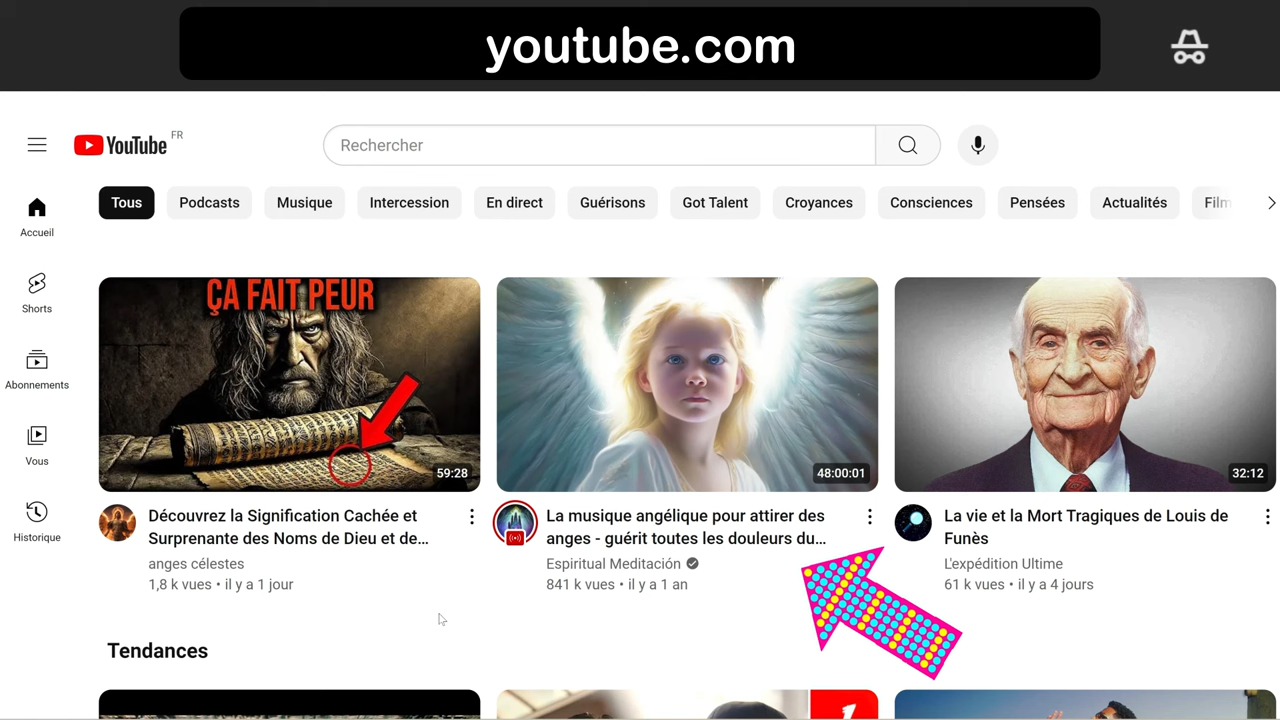 youtube.com
YouTube FR
Rechercher
Tous Podcasts Musique Intercession En direct Guérisons Got Talent Croyances Consciences Pensées Actualités Film
Accueil
Shorts
Abonnements
Vous
Historique
ÇA FAIT PEUR
59:28
48:00:01
32:12
Découvrez la Signification Cachée et
Surprenante des Noms de Dieu et de…
anges célestes
1,8 k vues • il y a 1 jour
La musique angélique pour attirer des
anges - guérit toutes les douleurs du…
Espiritual Meditación
841 k vues • il y a 1 an
La vie et la Mort Tragiques de Louis de
Funès
L'expédition Ultime
61 k vues • il y a 4 jours
Tendances